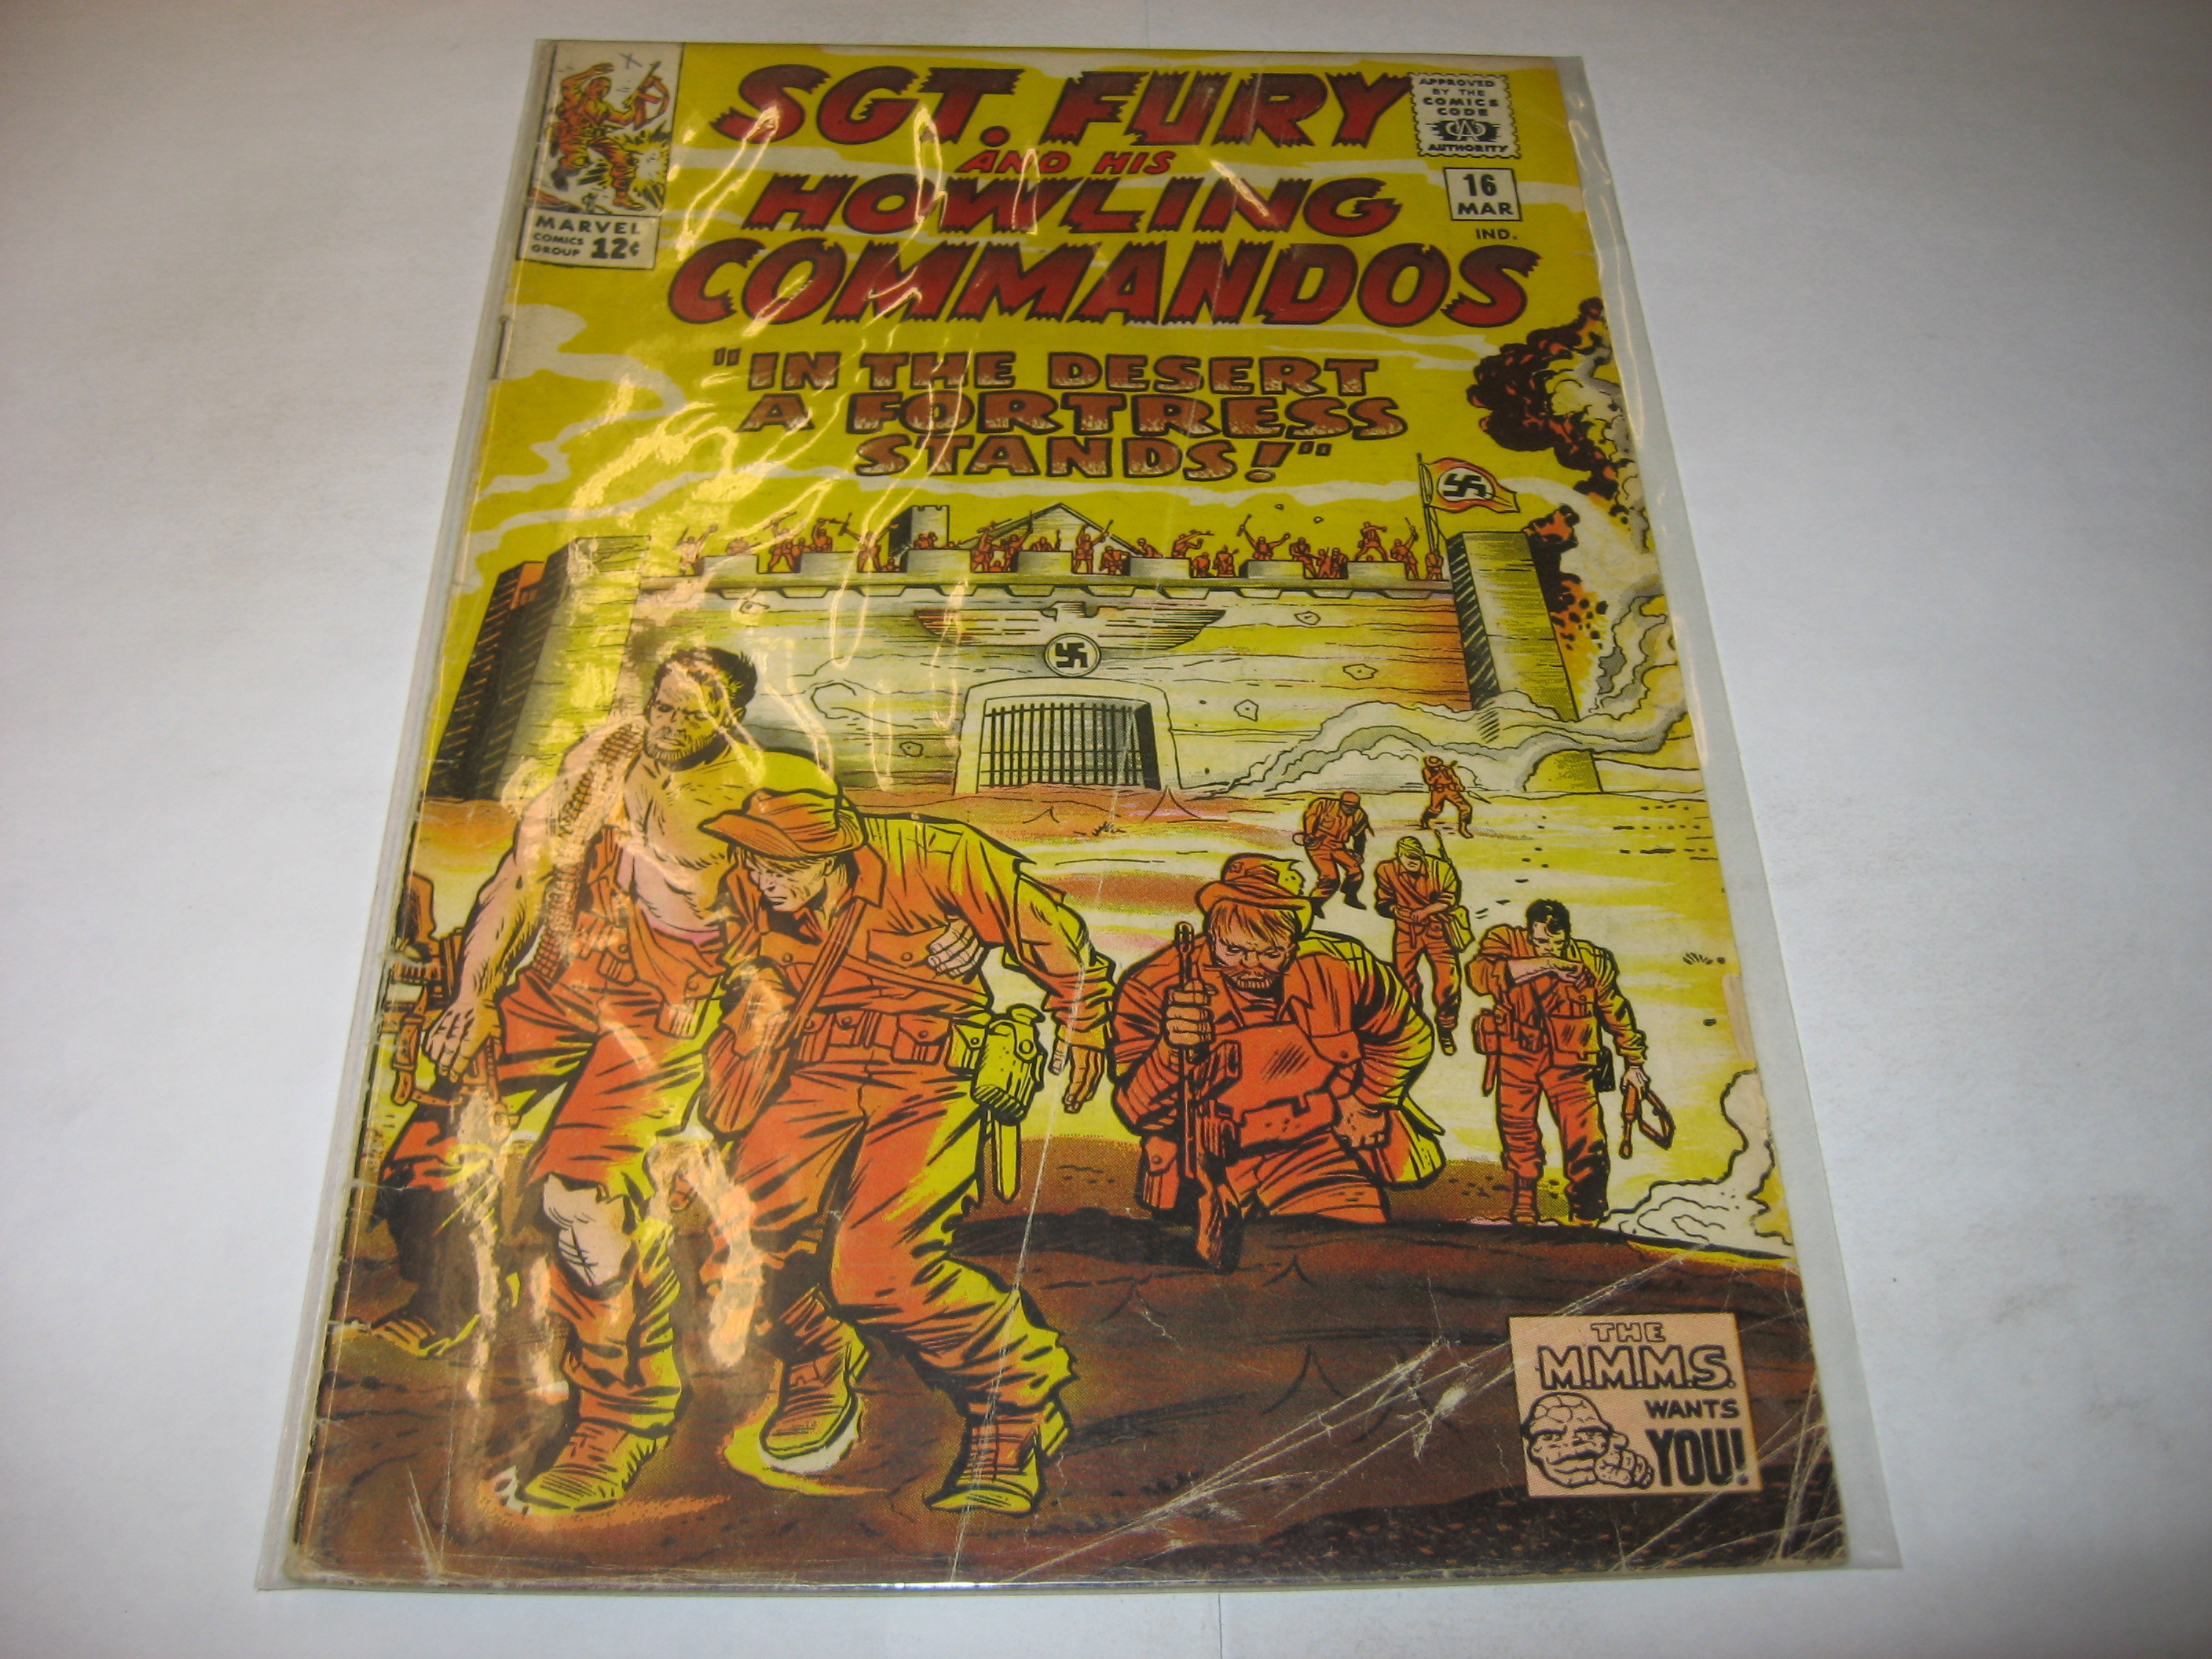 SGT. FURY
AND HIS
HOWLING
COMMANDOS
APPROVED
BY THE
COMICS
CODE
CA
AUTHORITY
16
MAR
IND.
MARVEL
COMICS
GROUP 12¢
"IN THE DESERT
A FORTRESS
STANDS!"
THE
M.M.M.S.
WANTS
YOU!